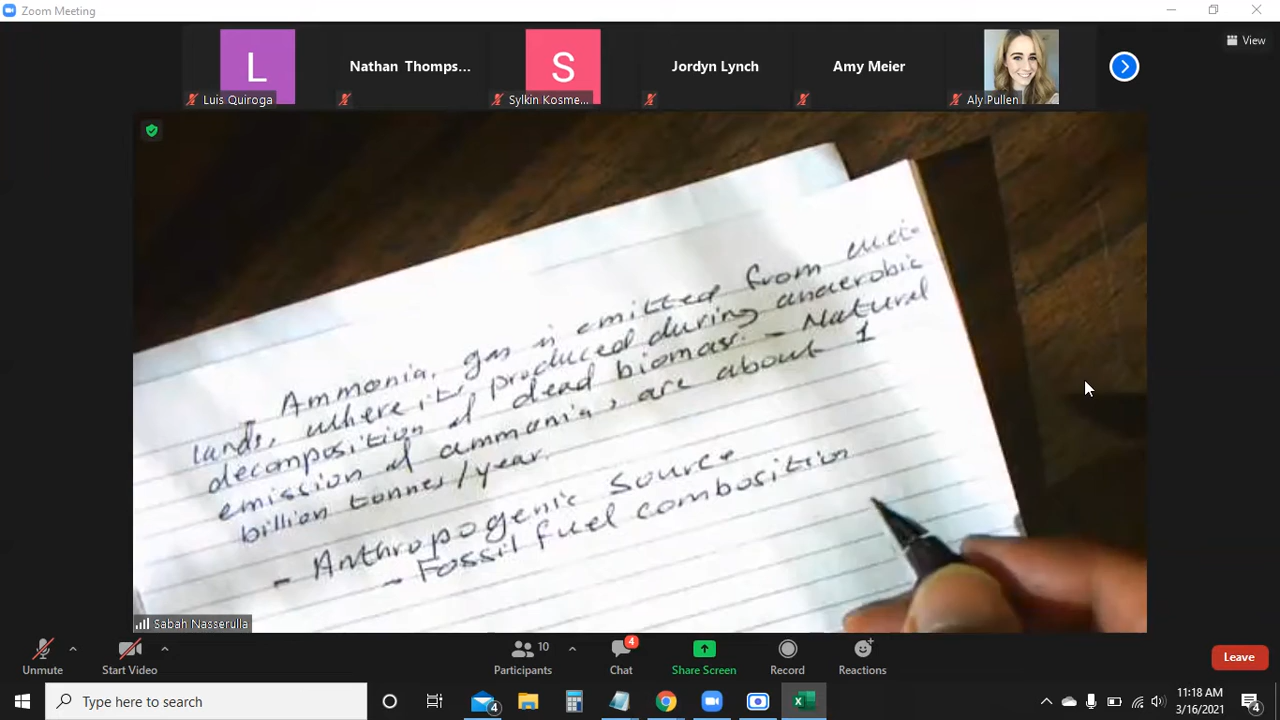 Zoom Meeting
View
L
Luis Quiroga
Nathan Thomps...
S
Sylkin Kosme...
Jordyn Lynch
Amy Meier
Aly Pullen
- Ammonia, gas is emitted from wet-
lands, where its produced during anaerobic
decomposition of dead biomass. - Natural
emission of ammonia, are about 1
billion tonnes/year.
- Anthropogenic source
- Fossil fuel combosition
Sabah Nasserulla
Unmute
Start Video
10
Participants
4
Chat
Share Screen
Record
Reactions
Leave
Type here to search
4
11:18 AM
3/16/2021
4